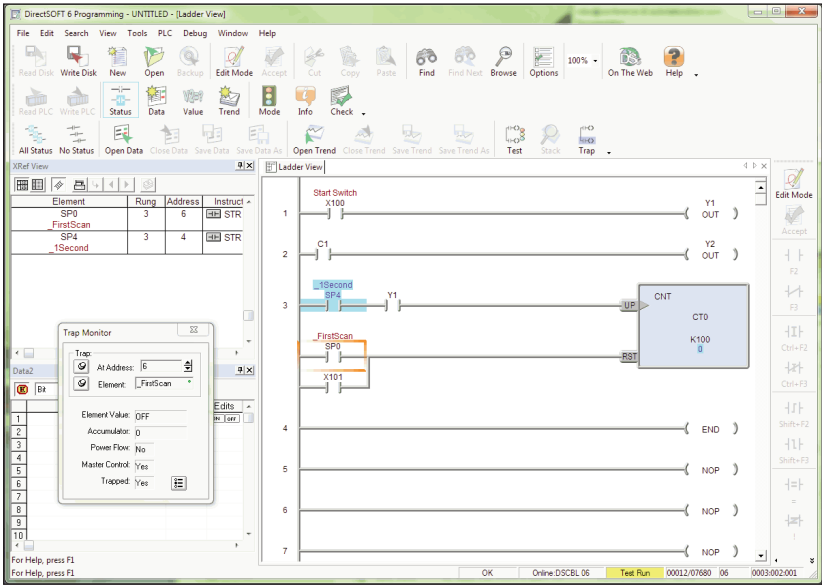 DirectSOFT 6 Programming - UNTITLED - [Ladder View]
File Edit Search View Tools PLC Debug Window Help
Read Disk Write Disk New Open Backup Edit Mode Accept Cut Copy Paste Find Find Next Browse Options 100% On The Web Help
Read PLC Write PLC Status Data Value Trend Mode Info Check
All Status No Status Open Data Close Data Save Data Save Data As Open Trend Close Trend Save Trend Save Trend As Test Stack Trap
XRef View
Element Rung Address Instruct
SP0 3 6 STR
_FirstScan
SP4 3 4 STR
_1Second
Trap Monitor
Trap:
At Address: 6
Element: _FirstScan
Element Value: OFF
Accumulator: 0
Power Flow: No
Master Control: Yes
Trapped: Yes
Data2
Bit
Edits
1
2
3
4
5
6
7
8
9
10
Ladder View
Start Switch
X100 Y1
1 OUT
C1 Y2
2 OUT
_1Second
SP4 Y1
3 UP CNT
CT0
K100
0
_FirstScan
SP0
RST
X101
4 END
5 NOP
6 NOP
7 NOP
Edit Mode
Accept
F2
F3
Ctrl+F2
Ctrl+F3
Shift+F2
Shift+F3
=
!
For Help, press F1
For Help, press F1
OK Online:DSCBL 06 Test Run 00012/07680 06 0003:002:001